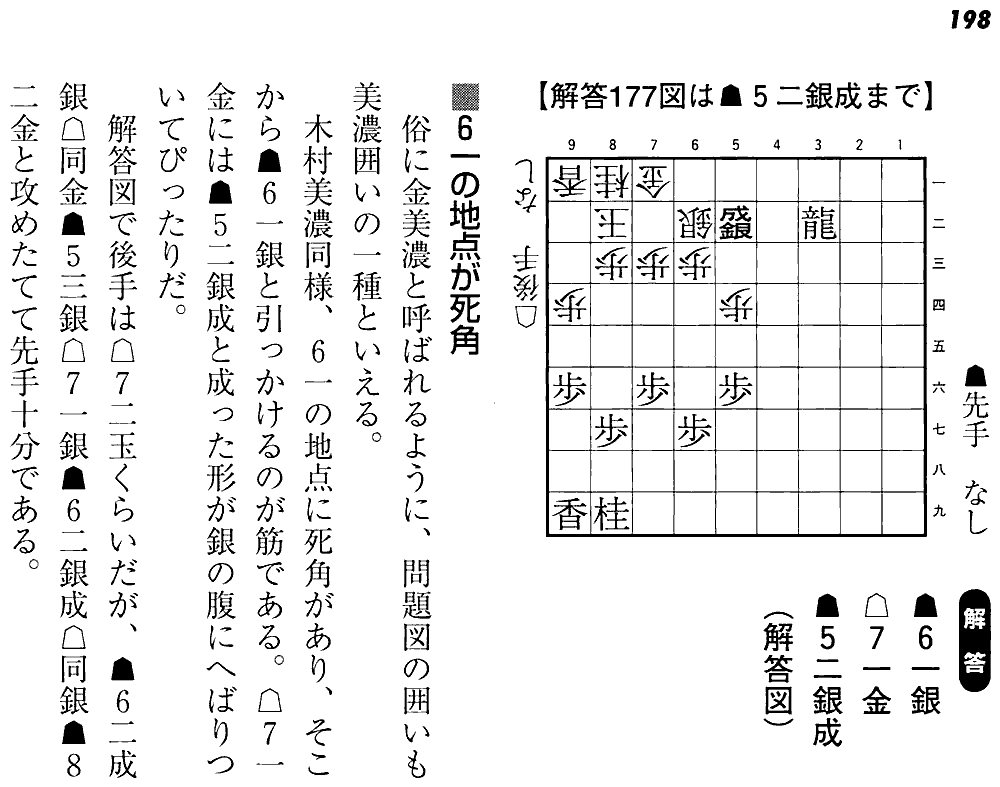 198
【解答177図は☗5二銀成まで】
9 8 7 6 5 4 3 2 1
香 桂 金 一
王 銀 全 龍 二
歩 歩 歩 三
歩 歩 四
五
歩 歩 歩 六
歩 歩 七
八
香 桂 九
☗先手 なし
☖後手 なし
解答
☗6一銀
☖7一金
☗5二銀成
（解答図）
■6一の地点が死角
俗に金美濃と呼ばれるように、問題図の囲いも
美濃囲いの一種といえる。
木村美濃同様、6一の地点に死角があり、そこ
から☗6一銀と引っかけるのが筋である。☖7一
金には☗5二銀成と成った形が銀の腹にへばりつ
いてぴったりだ。
解答図で後手は☖7二玉くらいだが、☗6二成
銀☖同金☗5三銀☖7一銀☗6二銀成☖同銀☗8
二金と攻めたてて先手十分である。